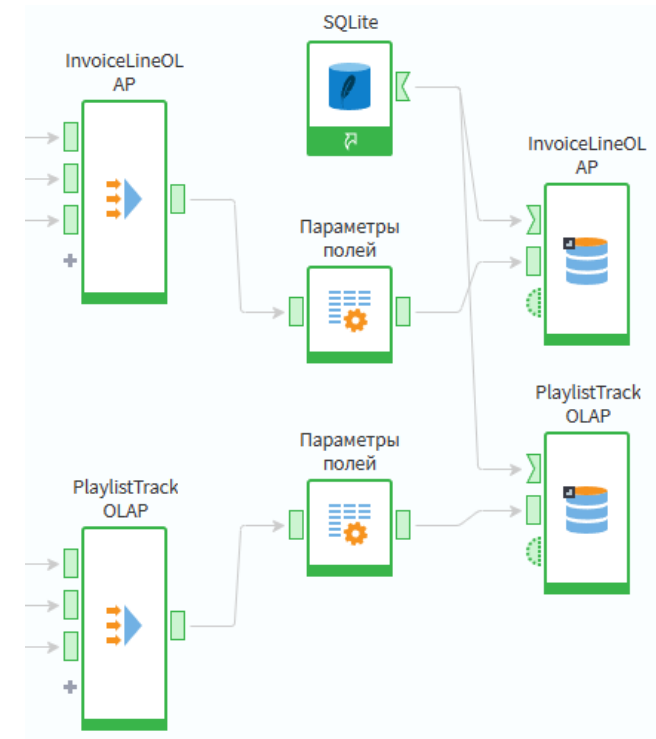 SQLite
InvoiceLineOL
AP
InvoiceLineOL
AP
Параметры
полей
PlaylistTrack
OLAP
Параметры
полей
PlaylistTrack
OLAP